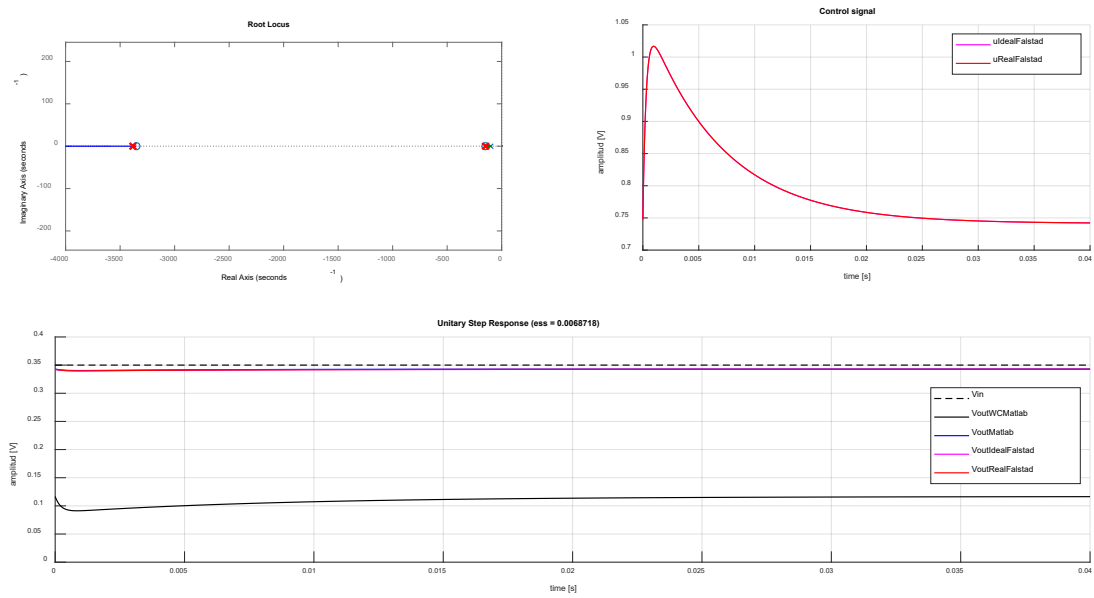 Root Locus
200
100
0
-100
-200
-4000 -3500 -3000 -2500 -2000 -1500 -1000 -500 0
Imaginary Axis (seconds -1 )
Real Axis (seconds -1 )
Control signal
1.05
1
0.95
0.9
0.85
0.8
0.75
0.7
0 0.005 0.01 0.015 0.02 0.025 0.03 0.035 0.04
amplitud [V]
time [s]
uIdealFalstad
uRealFalstad
Unitary Step Response (ess = 0.0068718)
0.4
0.35
0.3
0.25
0.2
0.15
0.1
0.05
0
0 0.005 0.01 0.015 0.02 0.025 0.03 0.035 0.04
amplitud [V]
time [s]
Vin
VoutWCMatlab
VoutMatlab
VoutIdealFalstad
VoutRealFalstad